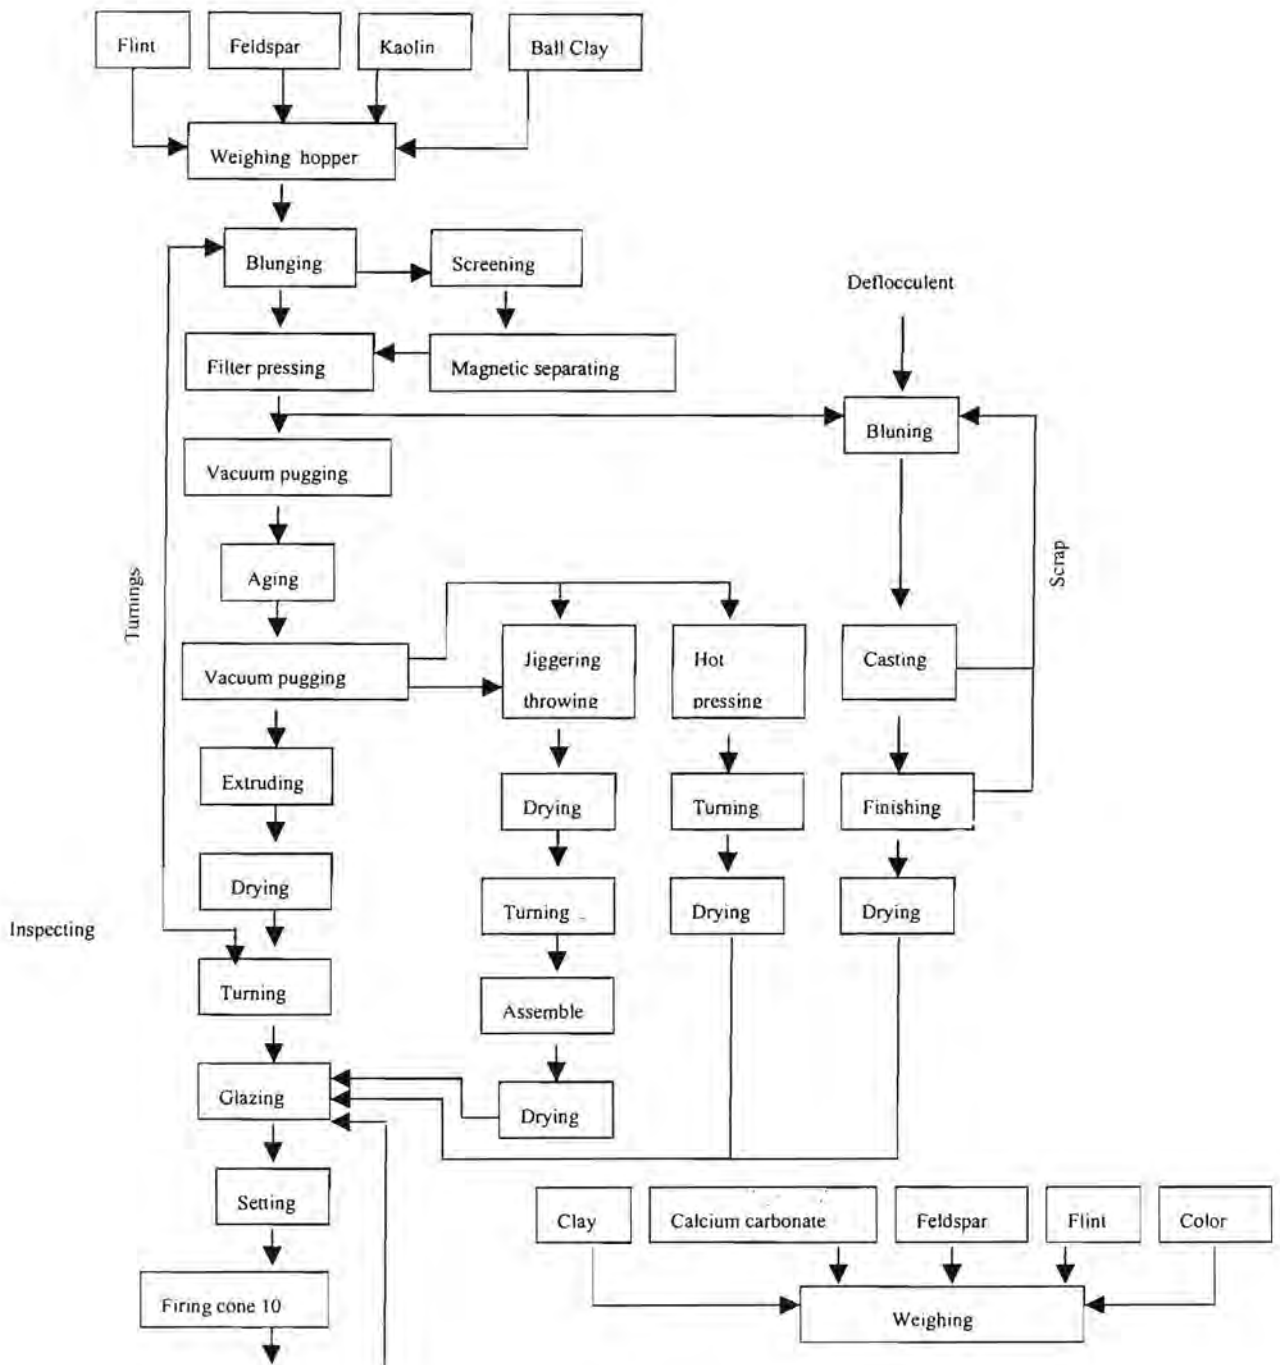 Flint
Feldspar
Kaolin
Ball Clay
Weighing hopper
Blunging
Screening
Deflocculent
Filter pressing
Magnetic separating
Bluning
Vacuum pugging
Aging
Turnings
Scrap
Vacuum pugging
Jiggering
throwing
Hot
pressing
Casting
Extruding
Drying
Turning
Finishing
Drying
Turning
Drying
Drying
Inspecting
Turning
Assemble
Glazing
Drying
Setting
Clay
Calcium carbonate
Feldspar
Flint
Color
Firing cone 10
Weighing